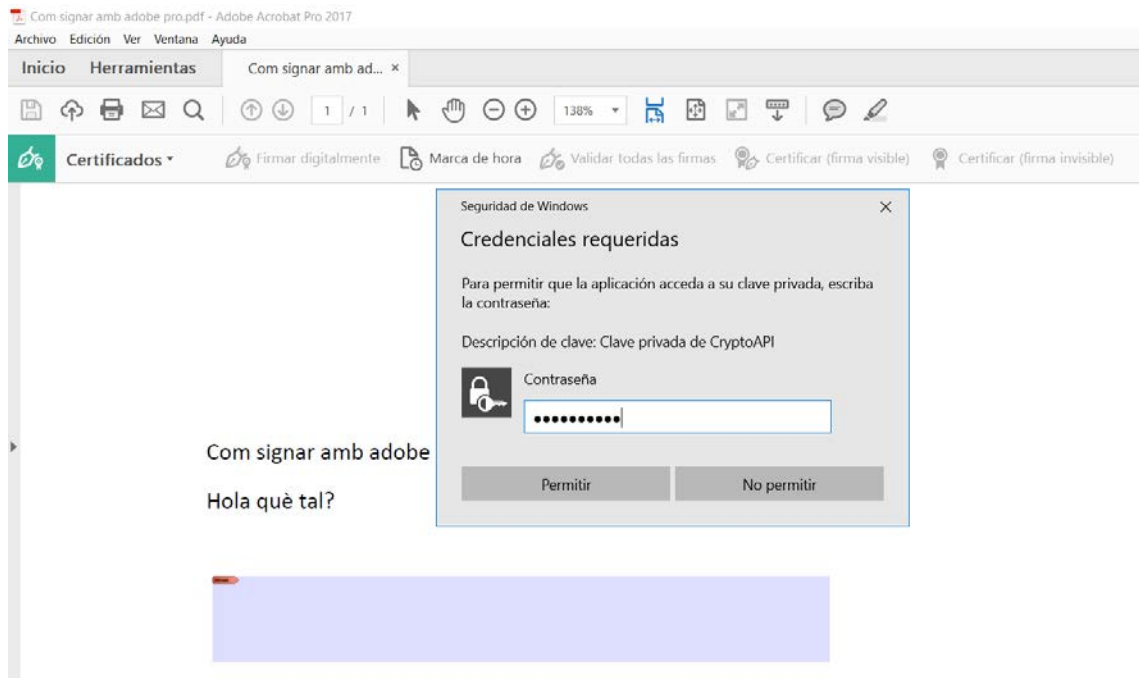 Com signar amb adobe pro.pdf - Adobe Acrobat Pro 2017
Archivo Edición Ver Ventana Ayuda
Inicio Herramientas Com signar amb ad... ×
1 / 1 138%
Certificados Firmar digitalmente Marca de hora Validar todas las firmas Certificar (firma visible) Certificar (firma invisible)
Seguridad de Windows
Credenciales requeridas
Para permitir que la aplicación acceda a su clave privada, escriba
la contraseña:
Descripción de clave: Clave privada de CryptoAPI
Contraseña
••••••••••
Com signar amb adobe
Permitir No permitir
Hola què tal?